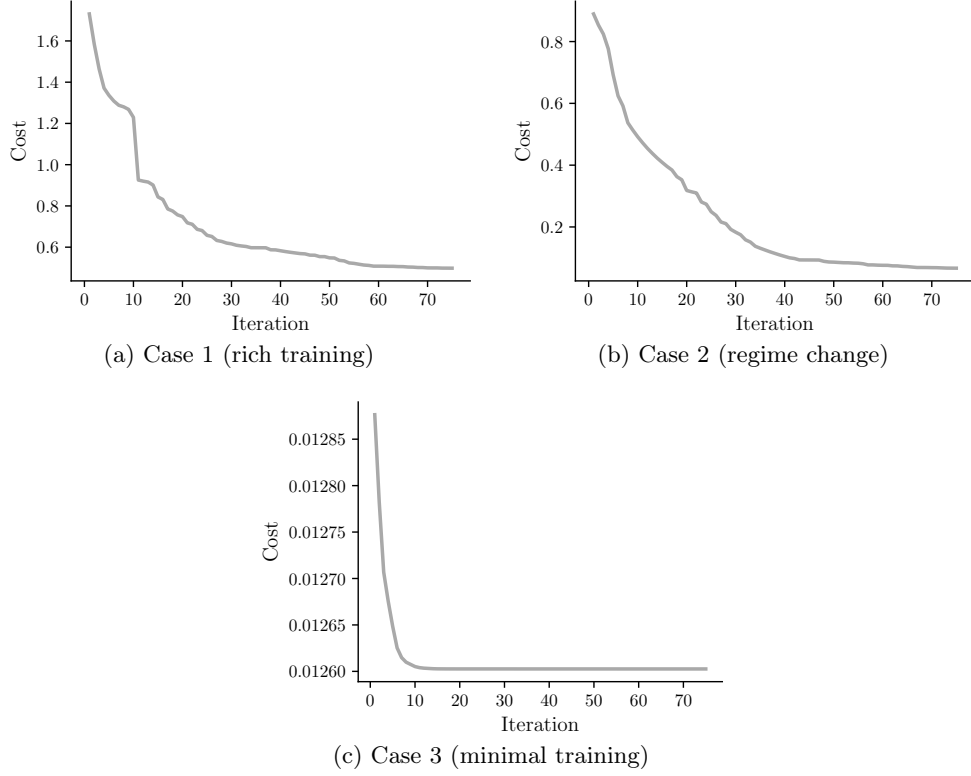 1.6
1.4
1.2
1.0
0.8
0.6
Cost
0 10 20 30 40 50 60 70
Iteration
(a) Case 1 (rich training)
0.8
0.6
0.4
0.2
Cost
0 10 20 30 40 50 60 70
Iteration
(b) Case 2 (regime change)
0.01285
0.01280
0.01275
0.01270
0.01265
0.01260
Cost
0 10 20 30 40 50 60 70
Iteration
(c) Case 3 (minimal training)